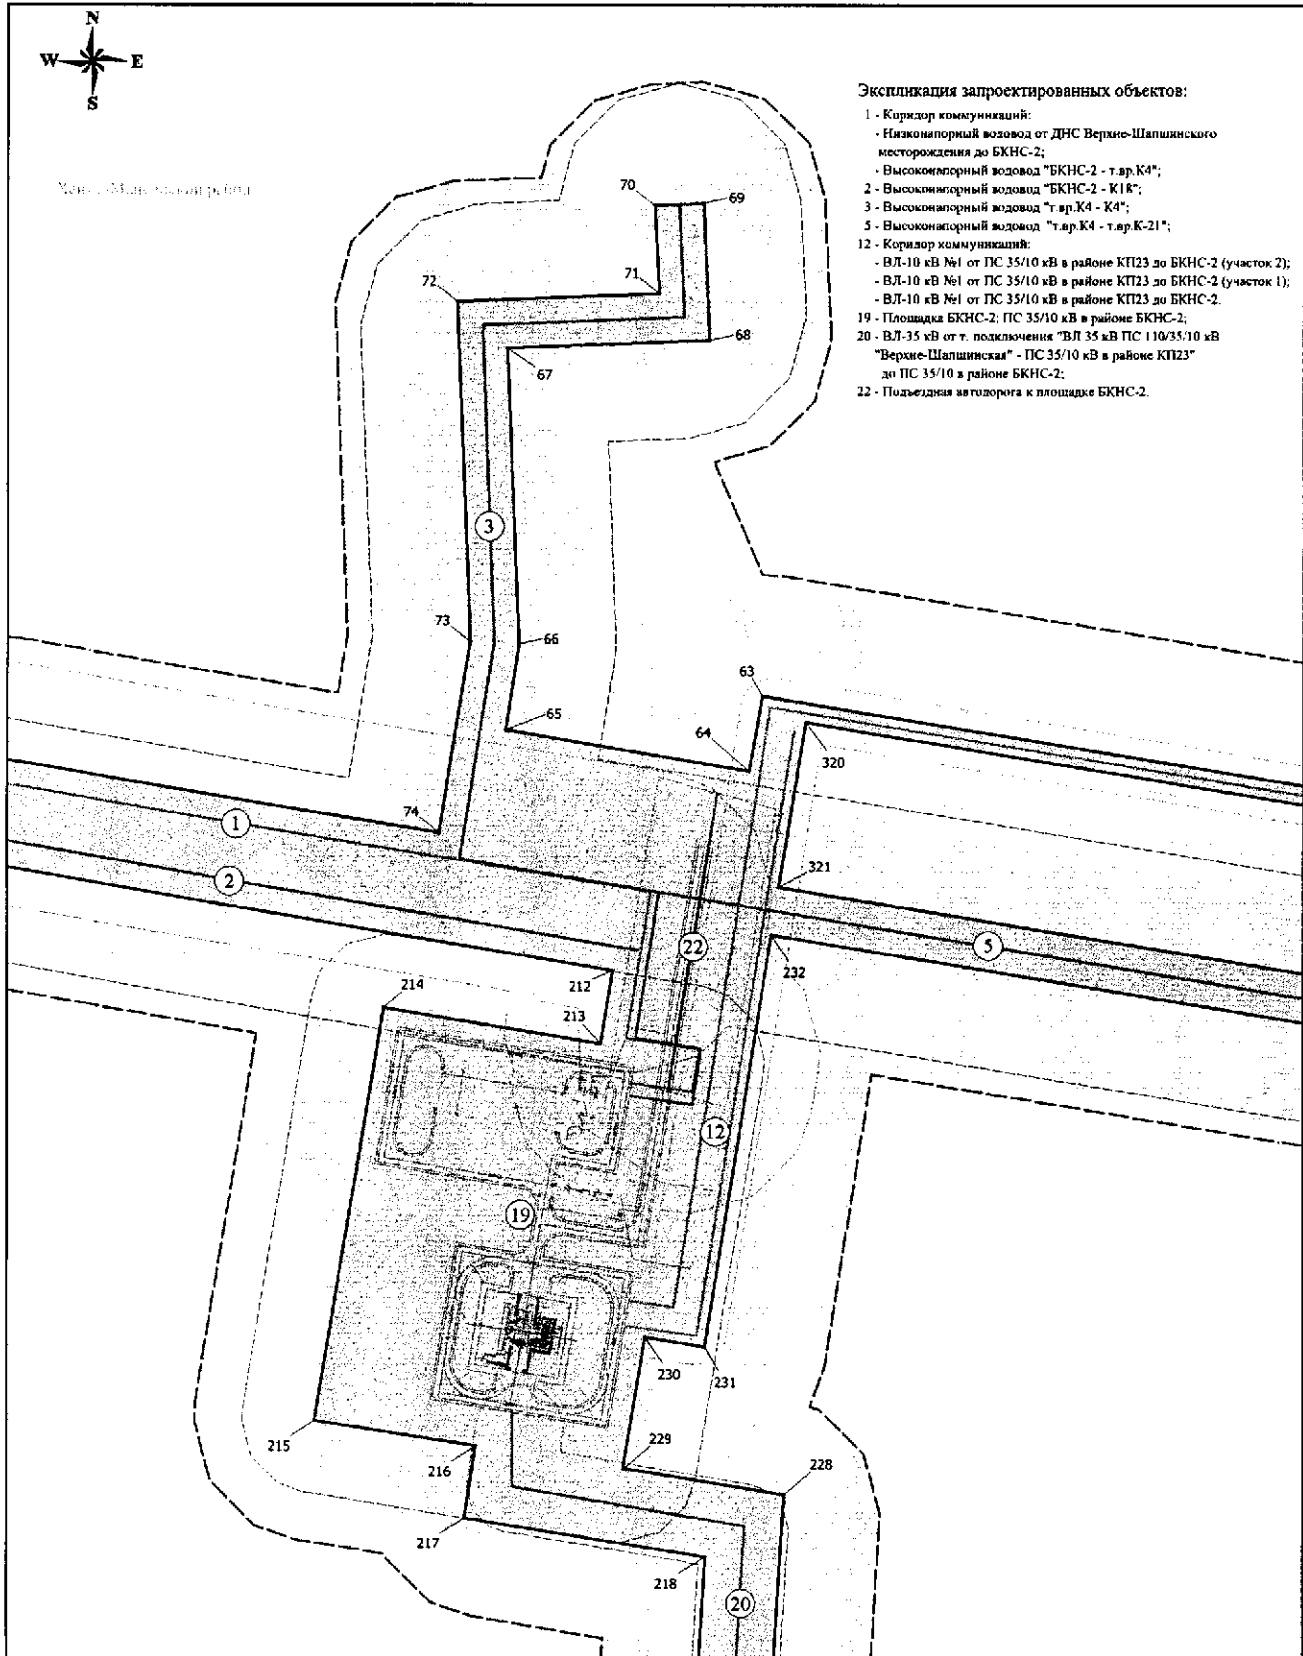 N
W E
S
Экспликация запроектированных объектов:
1 - Коридор коммуникаций:
- Низконапорный водовод от ДНС Верхне-Шапшинского
месторождения до БКНС-2;
- Высоконапорный водовод "БКНС-2 - т.вр.К4";
2 - Высоконапорный водовод "БКНС-2 - К18";
3 - Высоконапорный водовод "т.вр.К4 - К4";
5 - Высоконапорный водовод "т.вр.К4 - т.вр.К-21";
12 - Коридор коммуникаций:
- ВЛ-10 кВ №1 от ПС 35/10 кВ в районе КП23 до БКНС-2 (участок 2);
- ВЛ-10 кВ №1 от ПС 35/10 кВ в районе КП23 до БКНС-2 (участок 1);
- ВЛ-10 кВ №1 от ПС 35/10 кВ в районе КП23 до БКНС-2.
19 - Площадка БКНС-2; ПС 35/10 кВ в районе БКНС-2;
20 - ВЛ-35 кВ от т. подключения "ВЛ 35 кВ ПС 110/35/10 кВ
"Верхне-Шапшинская" - ПС 35/10 кВ в районе КП23"
до ПС 35/10 в районе БКНС-2;
22 - Подъездная автодорога к площадке БКНС-2.
70
69
71
72
68
67
3
73
66
63
65
64
320
74
1
2
321
22
5
232
212
214
213
12
19
230
231
215
229
216
228
217
218
20